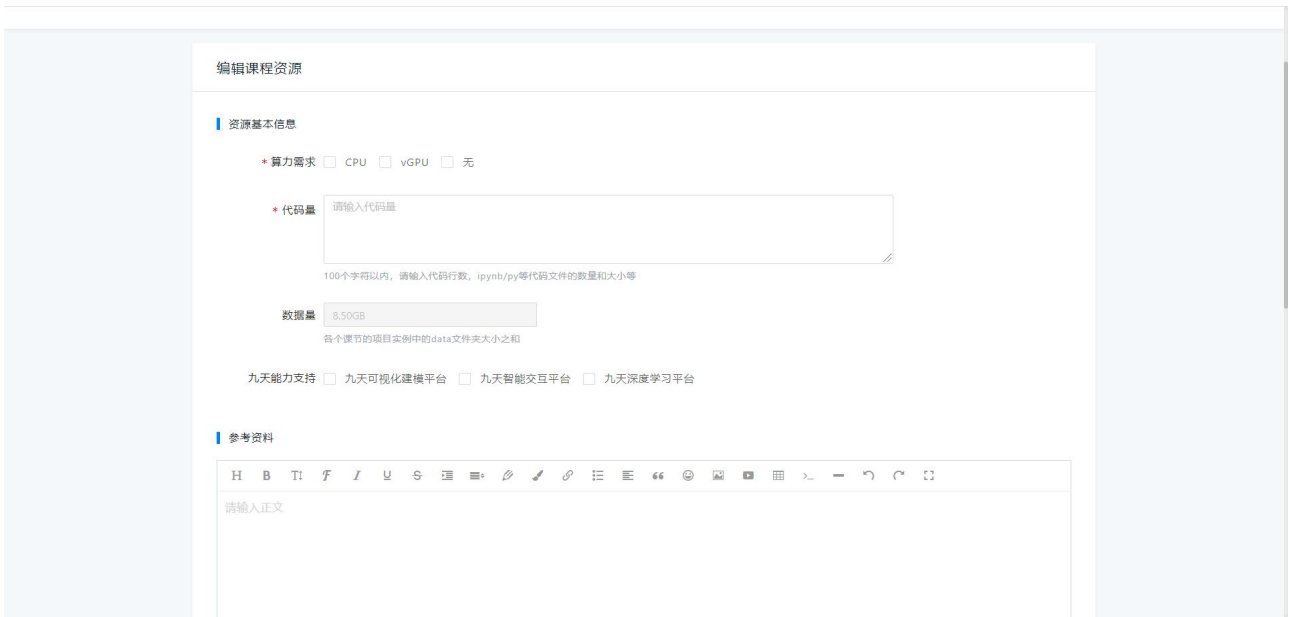 编辑课程资源
资源基本信息
* 算力需求 CPU vGPU 无
* 代码量 请输入代码量
100个字符以内，请输入代码行数，ipynb/py等代码文件的数量和大小等
数据量 8.50GB
各个课节的项目实例中的data文件夹大小之和
九天能力支持 九天可视化建模平台 九天智能交互平台 九天深度学习平台
参考资料
请输入正文